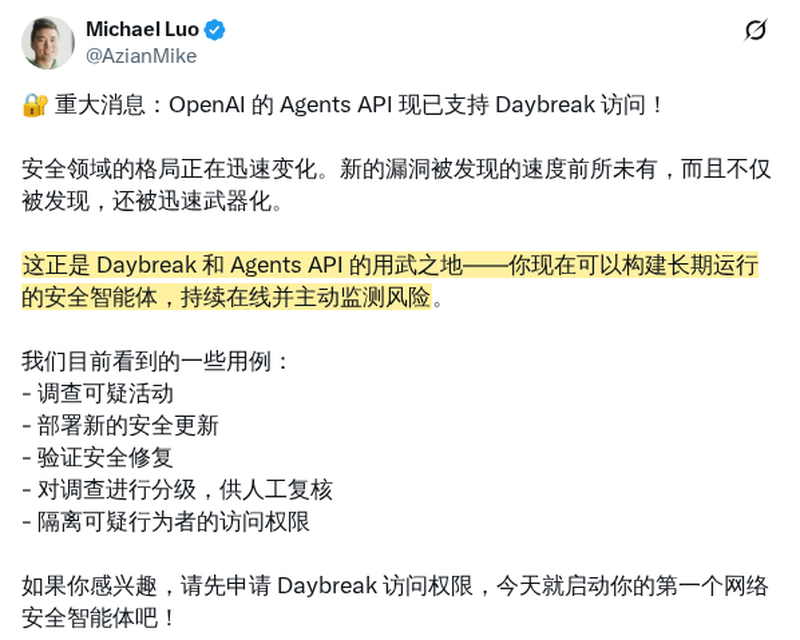 Michael Luo
@AzianMike
🔐 重大消息：OpenAI 的 Agents API 现已支持 Daybreak 访问！
安全领域的格局正在迅速变化。新的漏洞被发现的速度前所未有，而且不仅
被发现，还被迅速武器化。
这正是 Daybreak 和 Agents API 的用武之地——你现在可以构建长期运行
的安全智能体，持续在线并主动监测风险。
我们目前看到的一些用例：
- 调查可疑活动
- 部署新的安全更新
- 验证安全修复
- 对调查进行分级，供人工复核
- 隔离可疑行为者的访问权限
如果你感兴趣，请先申请 Daybreak 访问权限，今天就启动你的第一个网络
安全智能体吧！